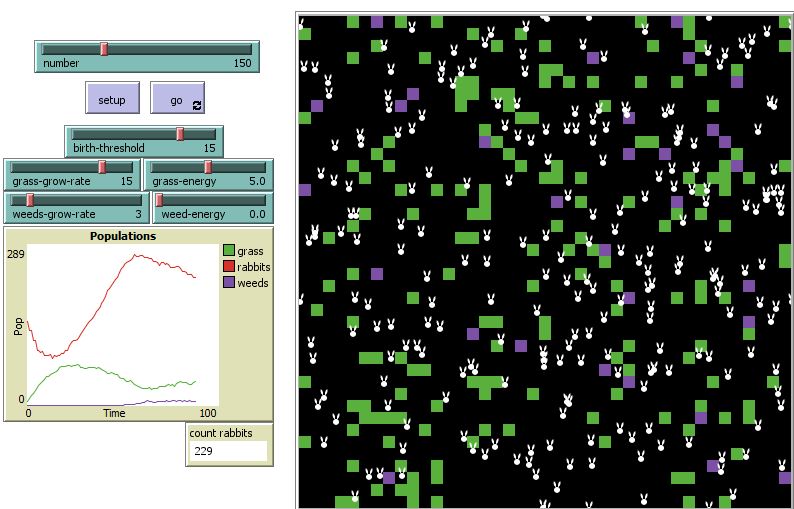 number 150
setup
go
birth-threshold 15
grass-grow-rate 15
grass-energy 5.0
weeds-grow-rate 3
weed-energy 0.0
Populations
289
Pop
0
0
Time
100
grass
rabbits
weeds
count rabbits
229